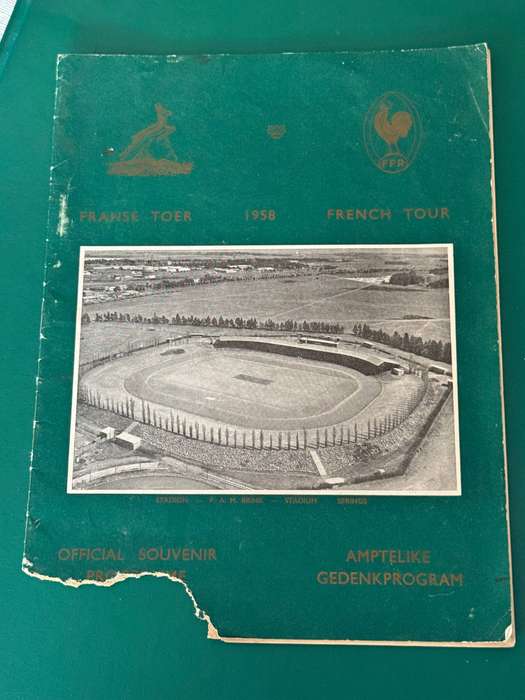 FFR
FRANSE TOER 1958 FRENCH TOUR
STADION — P. A. M. BRINK — STADIUM SPRINGS
OFFICIAL SOUVENIR
AMPTELIKE
GEDENKPROGRAM